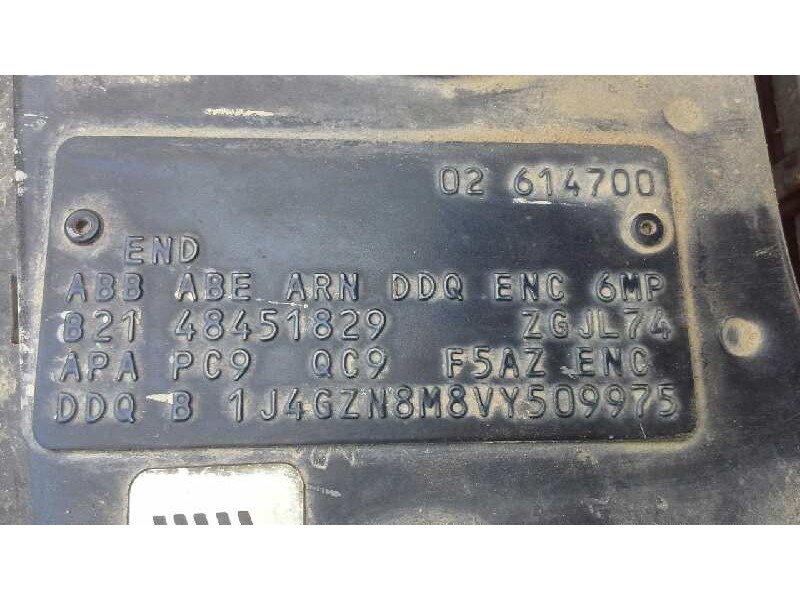 02 614700
END
ABB ABE ARN DDQ ENC 6MP
B21 48451829 ZGJL74
APA PC9 QC9 F5AZ ENC
DDQ B 1J4GZN8M8VY509975